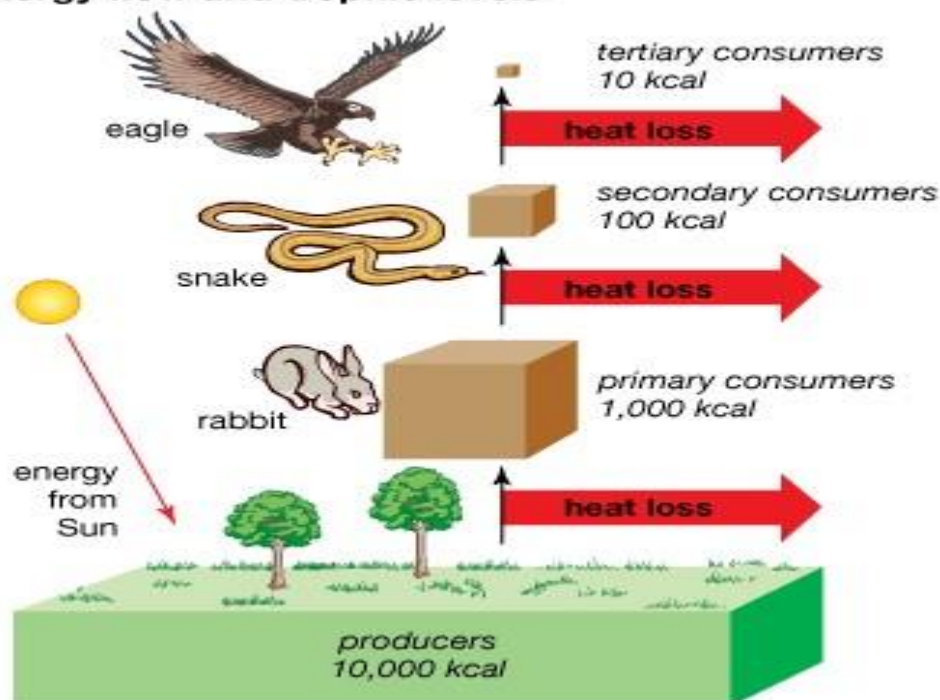 tertiary consumers
10 kcal
eagle
heat loss
secondary consumers
100 kcal
snake
heat loss
primary consumers
1,000 kcal
rabbit
energy
from
Sun
heat loss
producers
10,000 kcal